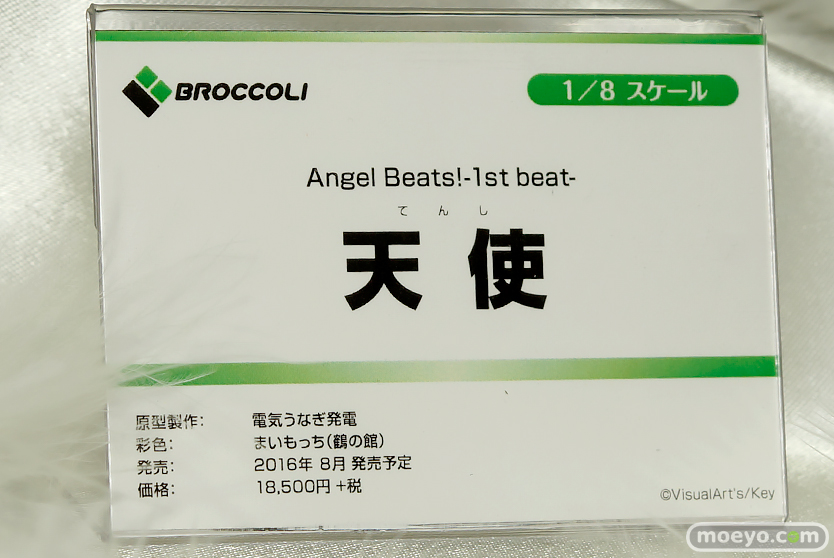 BROCCOLI
1/8 スケール
Angel Beats!-1st beat-
てんし
天使
原型製作： 電気うなぎ発電
彩色： まいもっち（鶴の館）
発売： 2016年 8月 発売予定
価格： 18,500円 +税
©VisualArt's/Key
moeyo.com